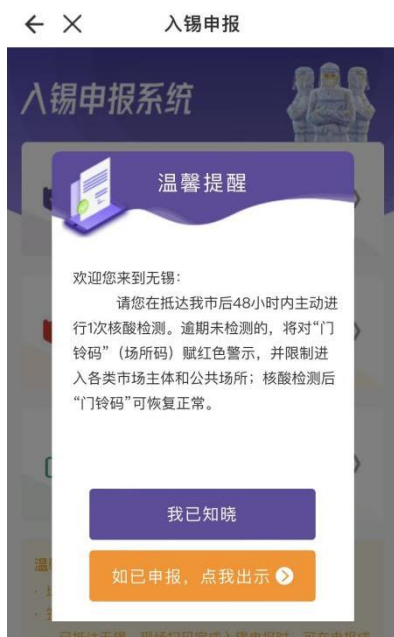 入锡申报
入锡申报系统
温馨提醒
欢迎您来到无锡：
请您在抵达我市后48小时内主动进
行1次核酸检测。逾期未检测的，将对“门
铃码”（场所码）赋红色警示，并限制进
入各类市场主体和公共场所；核酸检测后
“门铃码”可恢复正常。
我已知晓
如已申报，点我出示
温